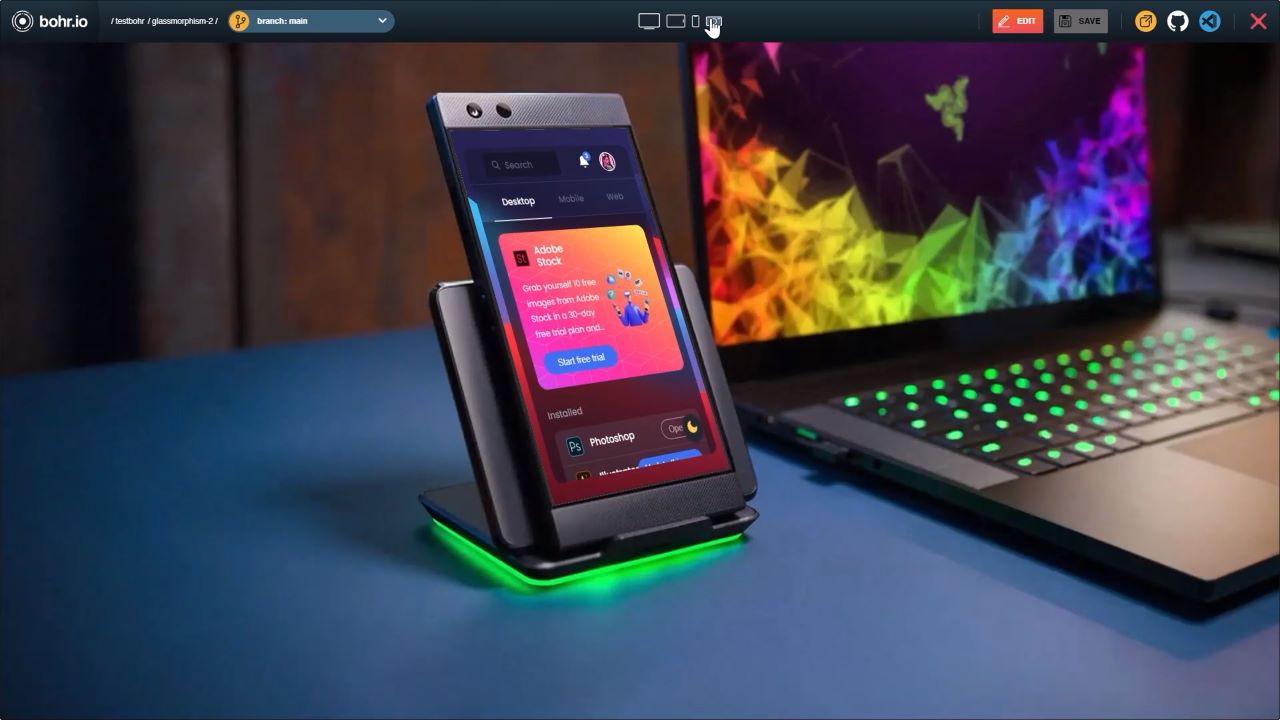 bohr.io
/ testbohr / glassmorphism-2 /
branch: main
EDIT
SAVE
Search
Desktop
Mobile
Web
St
Adobe
Stock
Grab yourself 10 free
images from Adobe
Stock in a 30-day
free trial plan and...
Start free trial
Installed
Ps
Photoshop
Ope